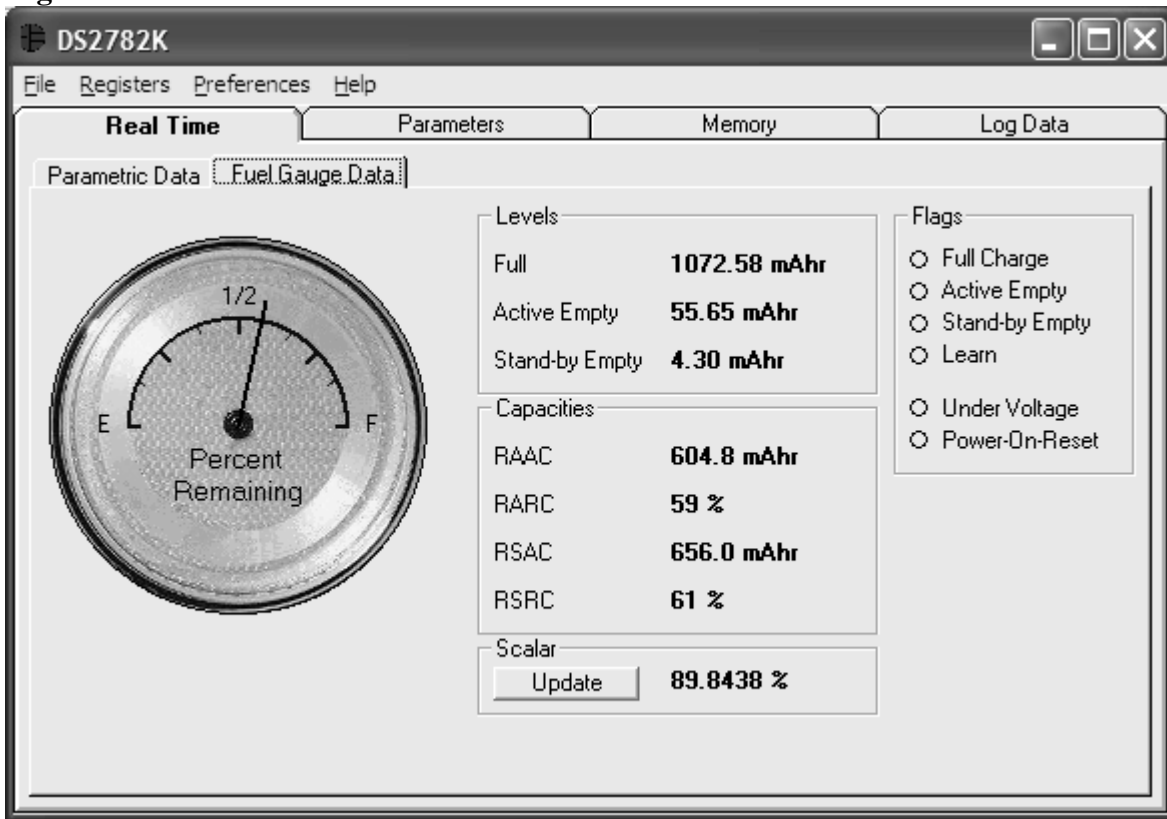 DS2782K
File Registers Preferences Help
Real Time Parameters Memory Log Data
Parametric Data Fuel Gauge Data
1/2
E F
Percent
Remaining
Levels
Full 1072.58 mAhr
Active Empty 55.65 mAhr
Stand-by Empty 4.30 mAhr
Capacities
RAAC 604.8 mAhr
RARC 59 %
RSAC 656.0 mAhr
RSRC 61 %
Scalar
Update 89.8438 %
Flags
Full Charge
Active Empty
Stand-by Empty
Learn
Under Voltage
Power-On-Reset